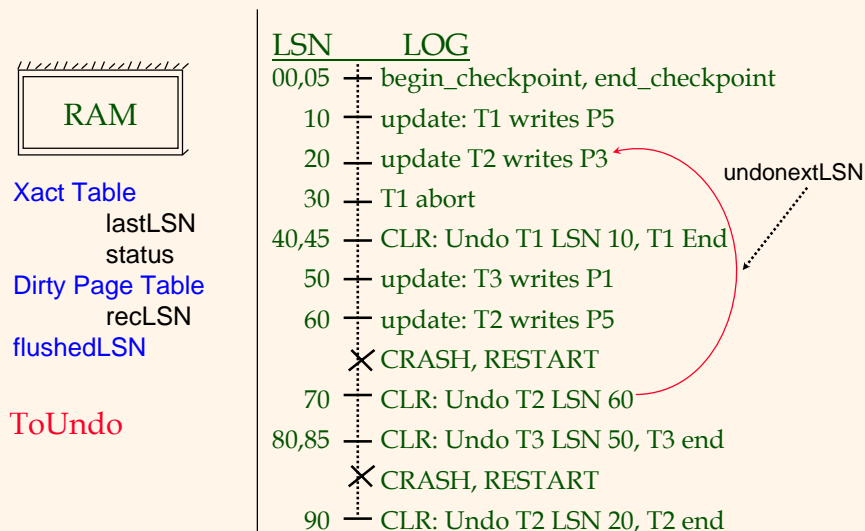 RAM
Xact Table
lastLSN
status
Dirty Page Table
recLSN
flushedLSN
ToUndo
LSN LOG
00,05 begin_checkpoint, end_checkpoint
10 update: T1 writes P5
20 update T2 writes P3
30 T1 abort
40,45 CLR: Undo T1 LSN 10, T1 End
50 update: T3 writes P1
60 update: T2 writes P5
CRASH, RESTART
70 CLR: Undo T2 LSN 60
80,85 CLR: Undo T3 LSN 50, T3 end
CRASH, RESTART
90 CLR: Undo T2 LSN 20, T2 end
undonextLSN